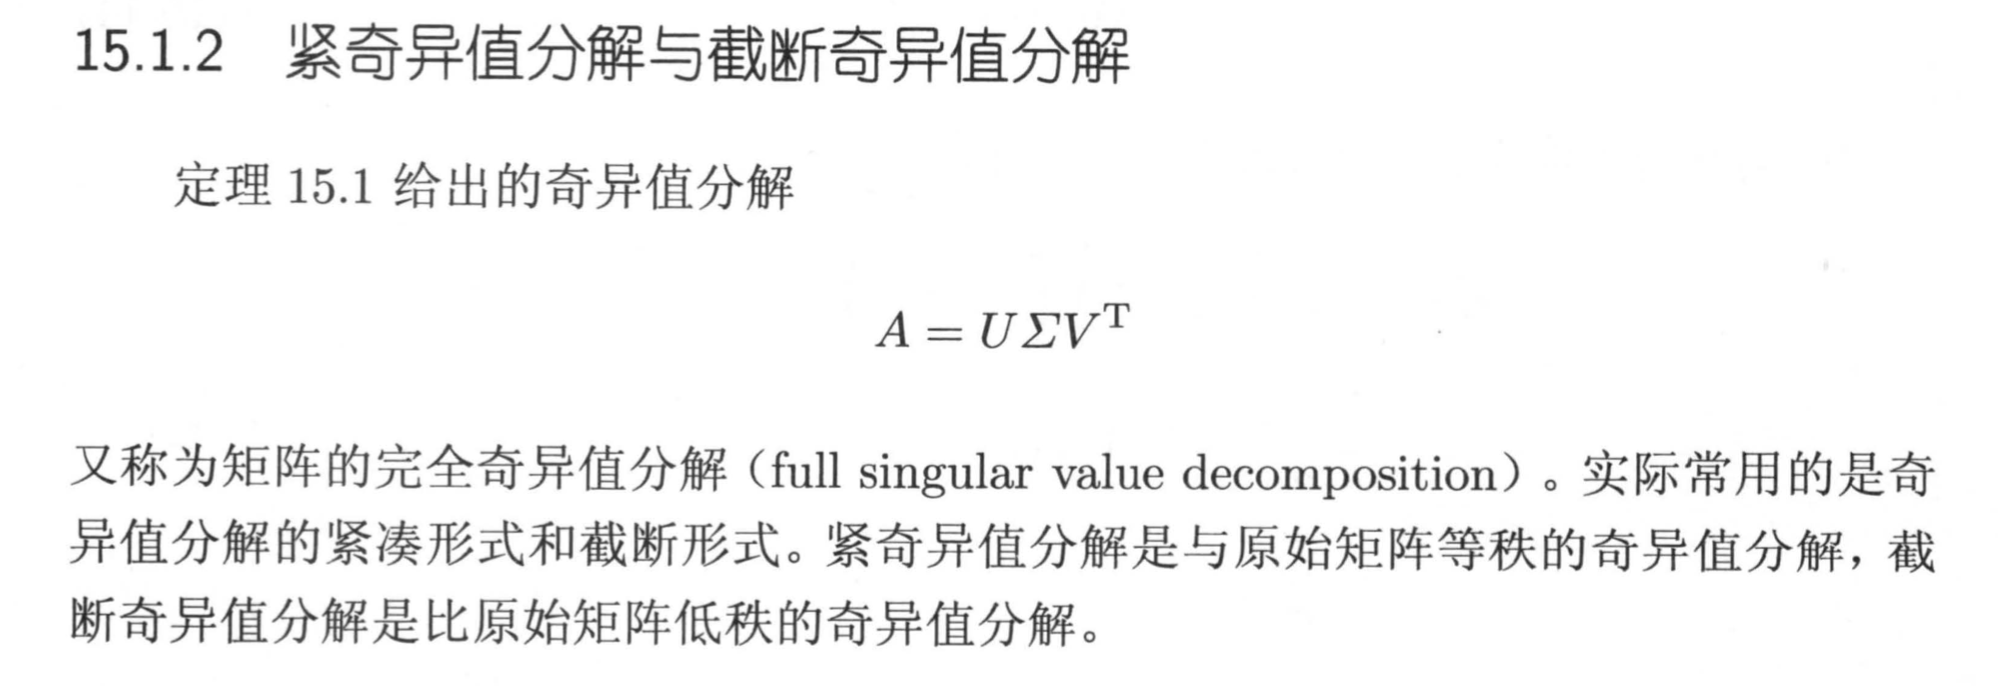 15.1.2 紧奇异值分解与截断奇异值分解
定理 15.1 给出的奇异值分解
A = UΣVᵀ
又称为矩阵的完全奇异值分解（full singular value decomposition）。实际常用的是奇
异值分解的紧凑形式和截断形式。紧奇异值分解是与原始矩阵等秩的奇异值分解，截
断奇异值分解是比原始矩阵低秩的奇异值分解。